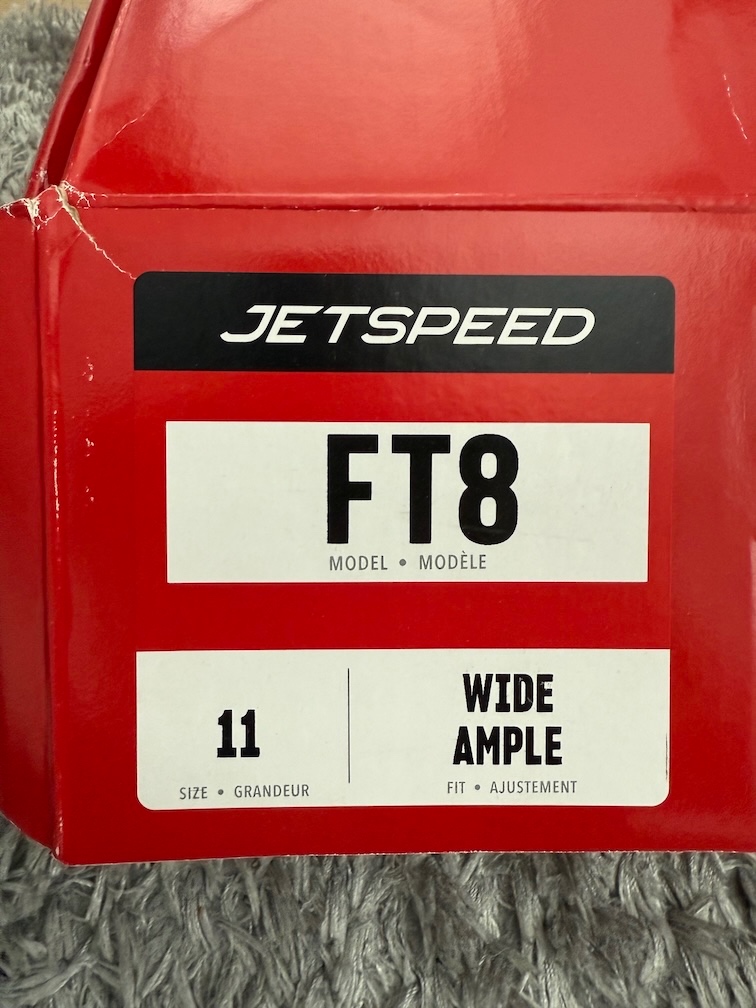 JETSPEED
FT8
MODEL • MODÈLE
11
SIZE • GRANDEUR
WIDE
AMPLE
FIT • AJUSTEMENT